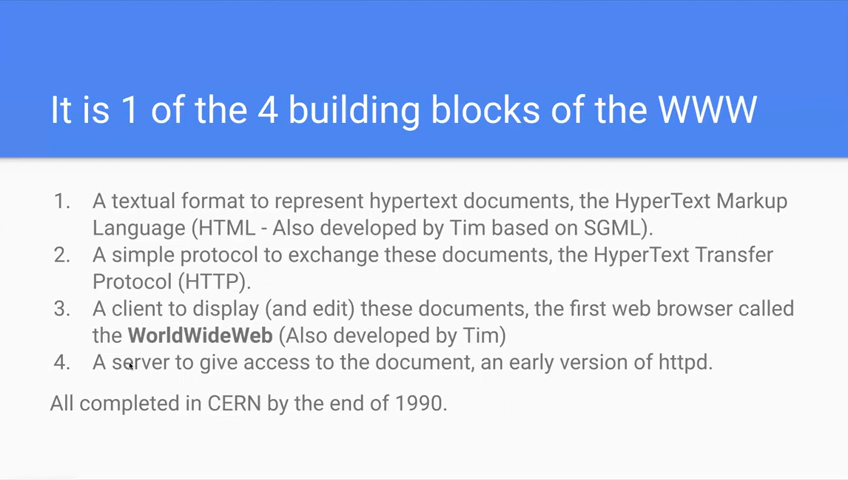 It is 1 of the 4 building blocks of the WWW
1. A textual format to represent hypertext documents, the HyperText Markup
Language (HTML - Also developed by Tim based on SGML).
2. A simple protocol to exchange these documents, the HyperText Transfer
Protocol (HTTP).
3. A client to display (and edit) these documents, the first web browser called
the WorldWideWeb (Also developed by Tim)
4. A server to give access to the document, an early version of httpd.
All completed in CERN by the end of 1990.